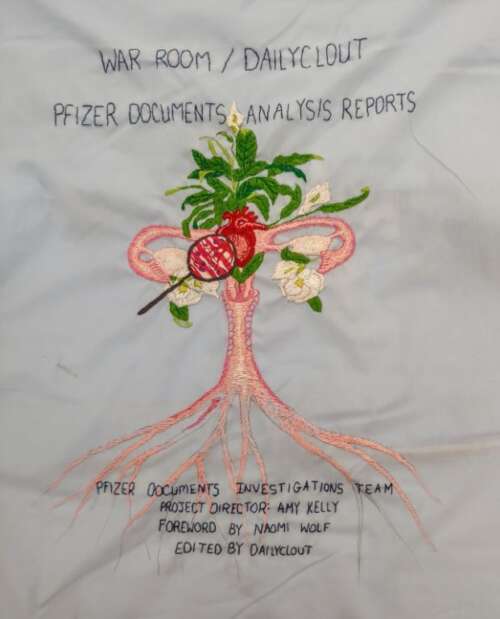 WAR ROOM / DAILYCLOUT
PFIZER DOCUMENTS ANALYSIS REPORTS
PFIZER DOCUMENTS INVESTIGATIONS TEAM
PROJECT DIRECTOR: AMY KELLY
FOREWORD BY NAOMI WOLF
EDITED BY DAILYCLOUT